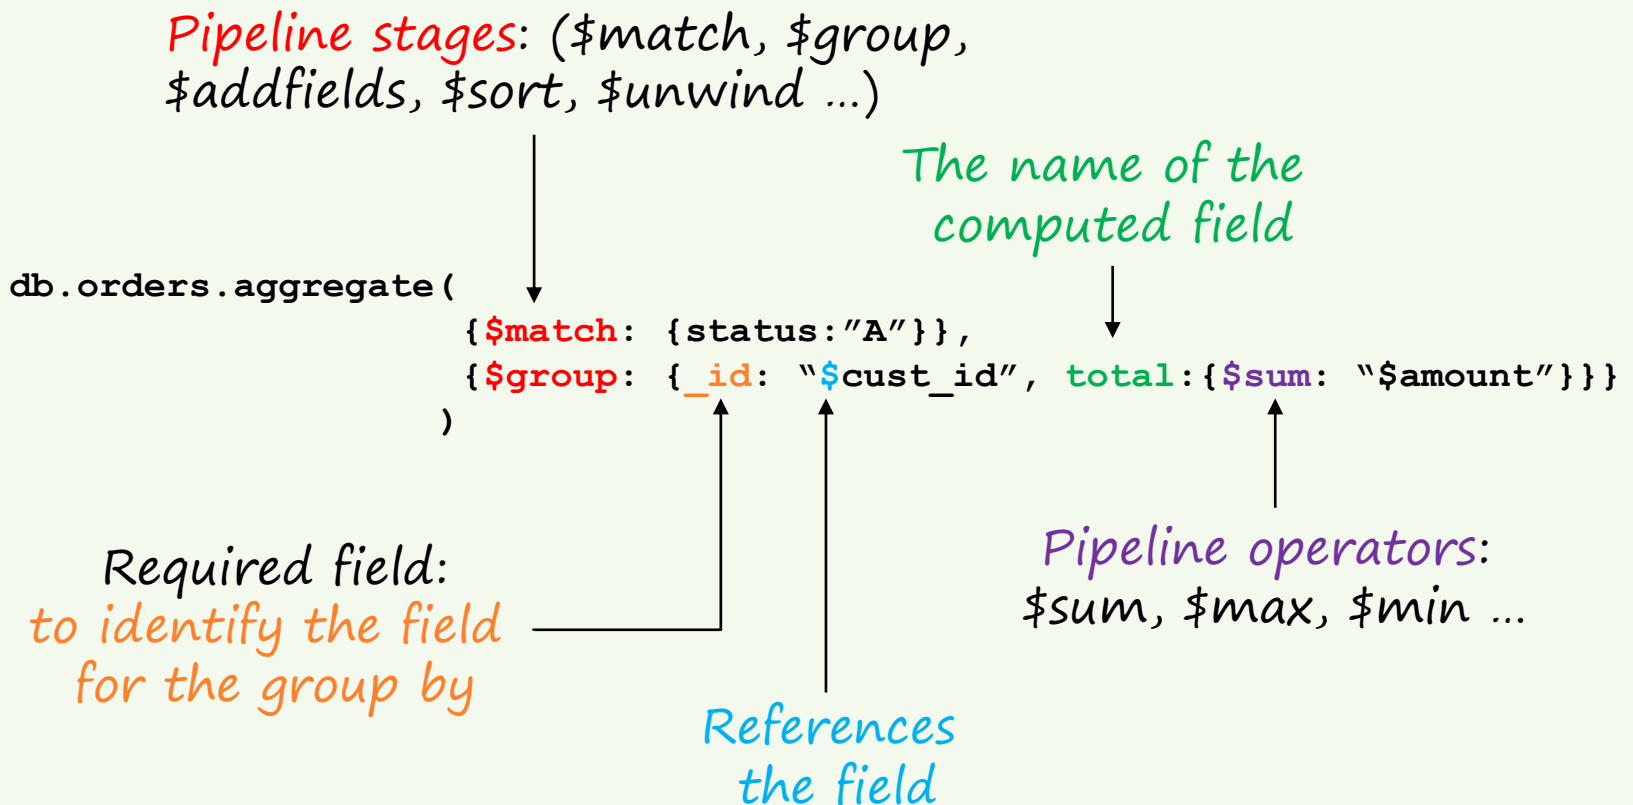 Pipeline stages: ($match, $group,
$addfields, $sort, $unwind ...)
The name of the
computed field
db.orders.aggregate(
{$match: {status:”A”}},
{$group: {_id: “$cust_id”, total:{$sum: “$amount”}}}
)
Required field:
to identify the field
for the group by
References
the field
Pipeline operators:
$sum, $max, $min ...